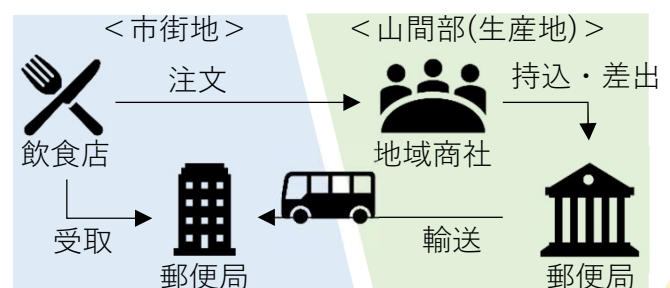 ＜市街地＞
＜山間部(生産地)＞
注文
持込・差出
飲食店
地域商社
受取
輸送
郵便局
郵便局